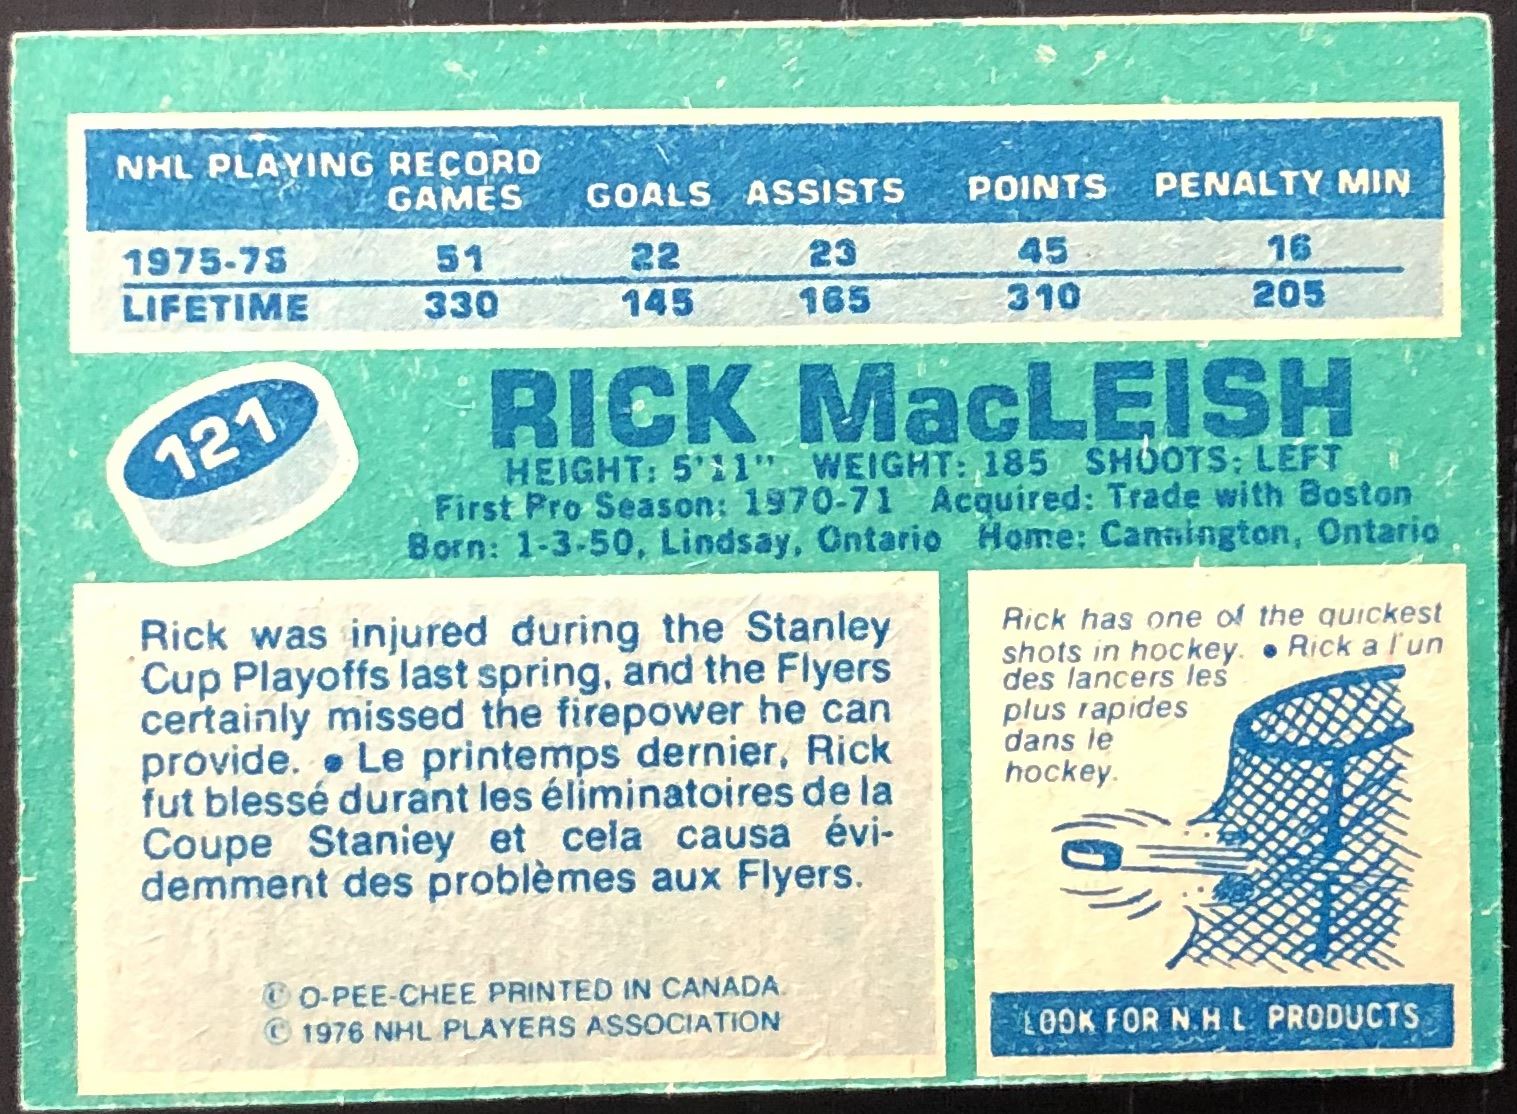 NHL PLAYING RECORD
GAMES GOALS ASSISTS POINTS PENALTY MIN
1975-76 51 22 23 45 16
LIFETIME 330 145 165 310 205
121
RICK MacLEISH
HEIGHT: 5'11" WEIGHT: 185 SHOOTS: LEFT
First Pro Season: 1970-71 Acquired: Trade with Boston
Born: 1-3-50, Lindsay, Ontario Home: Cannington, Ontario
Rick was injured during the Stanley
Cup Playoffs last spring, and the Flyers
certainly missed the firepower he can
provide. • Le printemps dernier, Rick
fut blessé durant les éliminatoires de la
Coupe Stanley et cela causa évi-
demment des problèmes aux Flyers.
© O-PEE-CHEE PRINTED IN CANADA
© 1976 NHL PLAYERS ASSOCIATION
Rick has one of the quickest
shots in hockey. • Rick a l'un
des lancers les
plus rapides
dans le
hockey.
LOOK FOR N.H L PRODUCTS